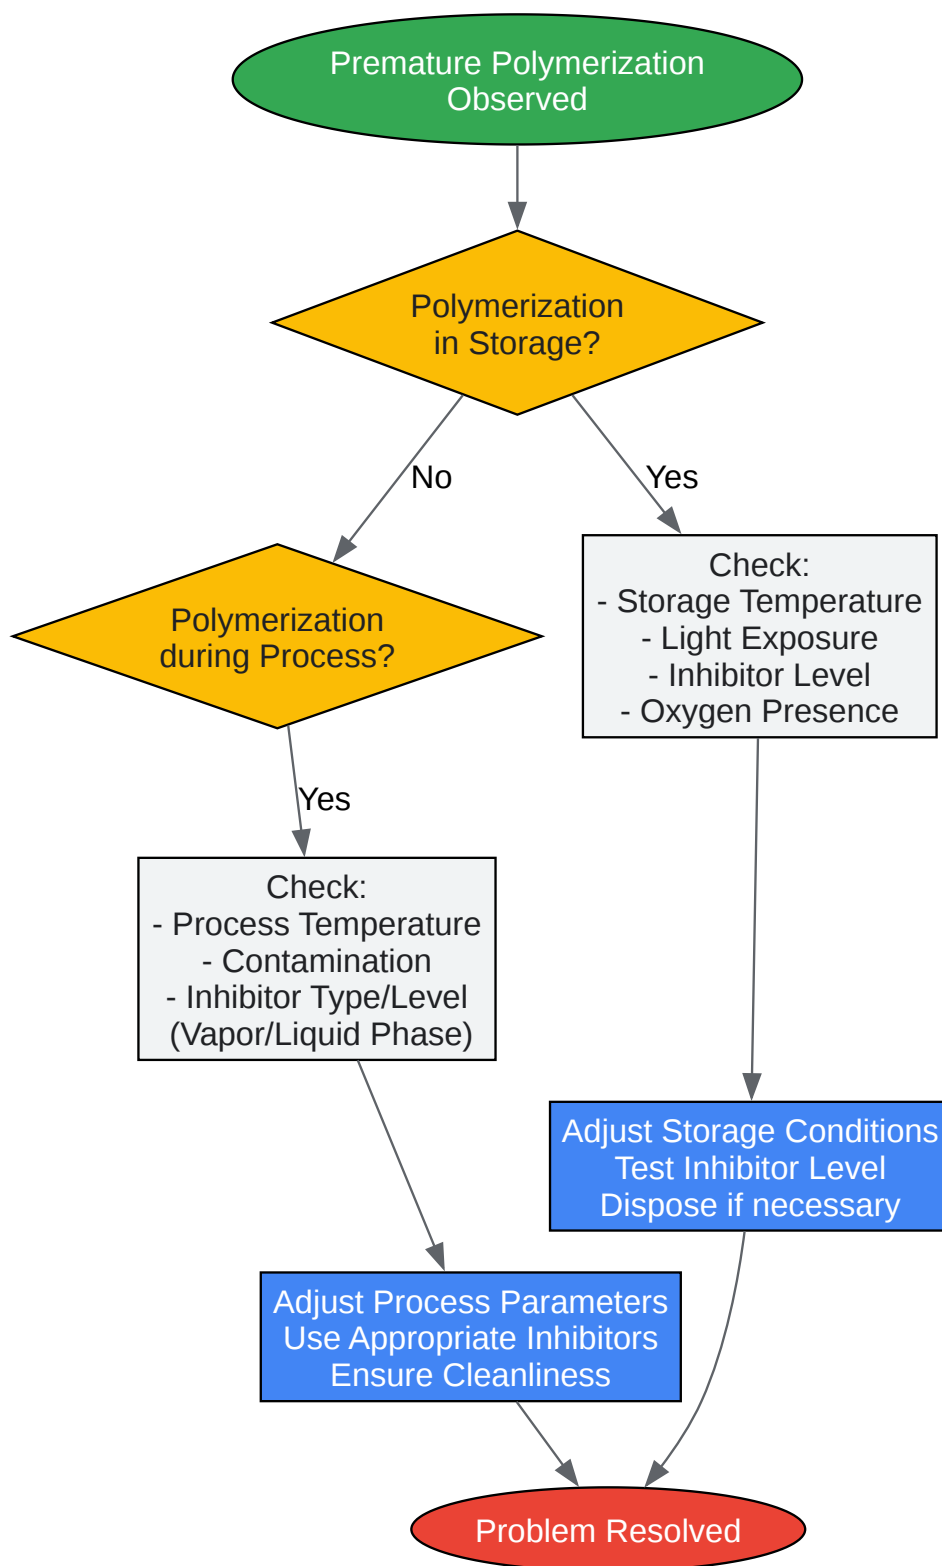 Premature Polymerization
Observed
Polymerization
in Storage?
No
Yes
Polymerization
during Process?
Check:
- Storage Temperature
- Light Exposure
- Inhibitor Level
- Oxygen Presence
Yes
Check:
- Process Temperature
- Contamination
- Inhibitor Type/Level
(Vapor/Liquid Phase)
Adjust Storage Conditions
Test Inhibitor Level
Dispose if necessary
Adjust Process Parameters
Use Appropriate Inhibitors
Ensure Cleanliness
Problem Resolved